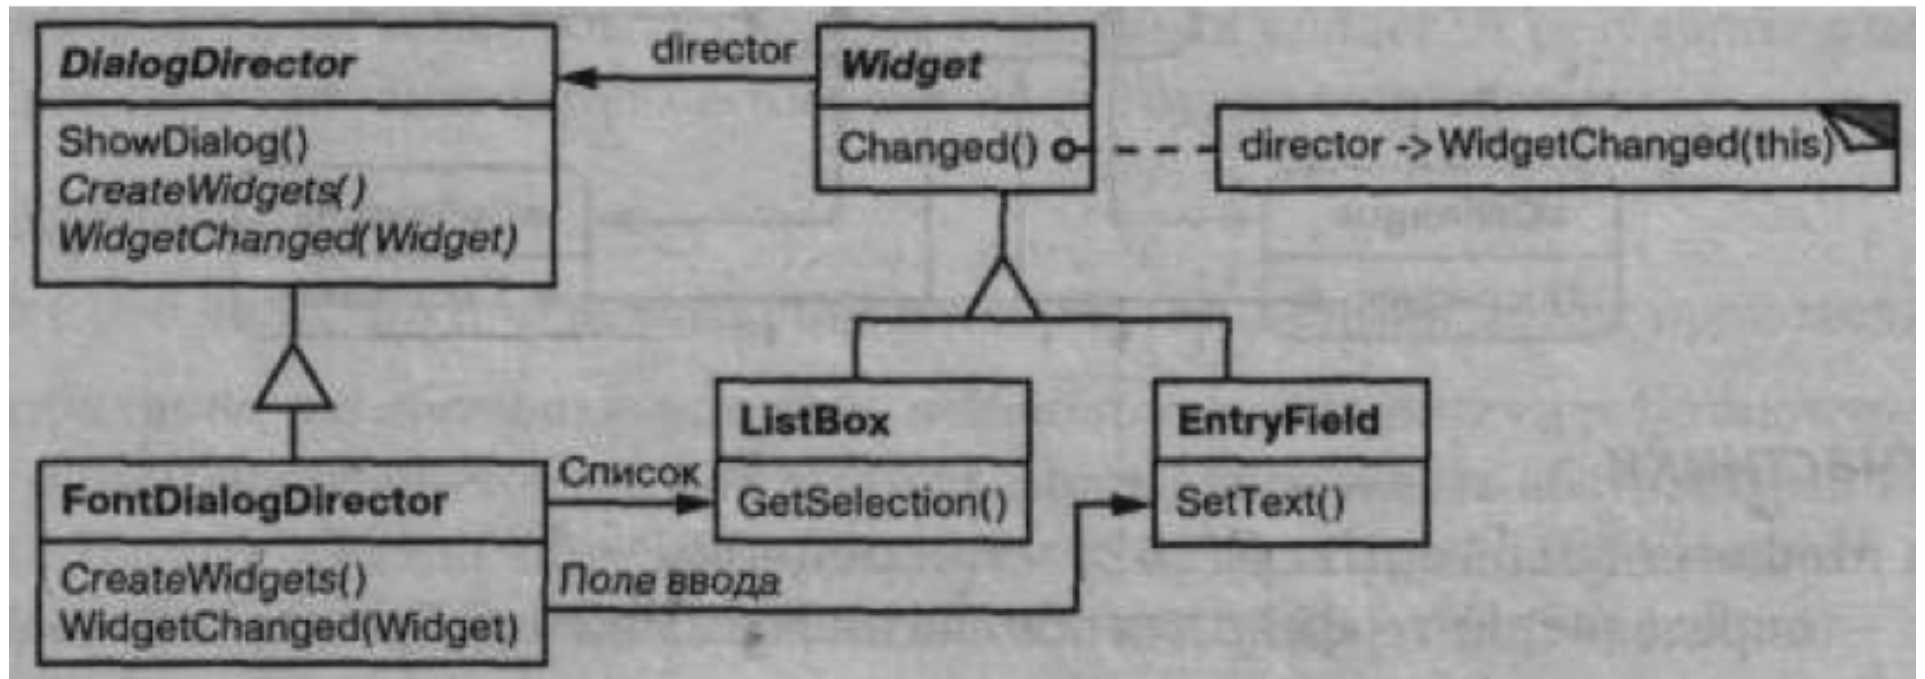 DialogDirector
ShowDialog()
CreateWidgets()
WidgetChanged(Widget)
director
Widget
Changed()
director -> WidgetChanged(this)
FontDialogDirector
CreateWidgets()
WidgetChanged(Widget)
Список
Поле ввода
ListBox
GetSelection()
EntryField
SetText()